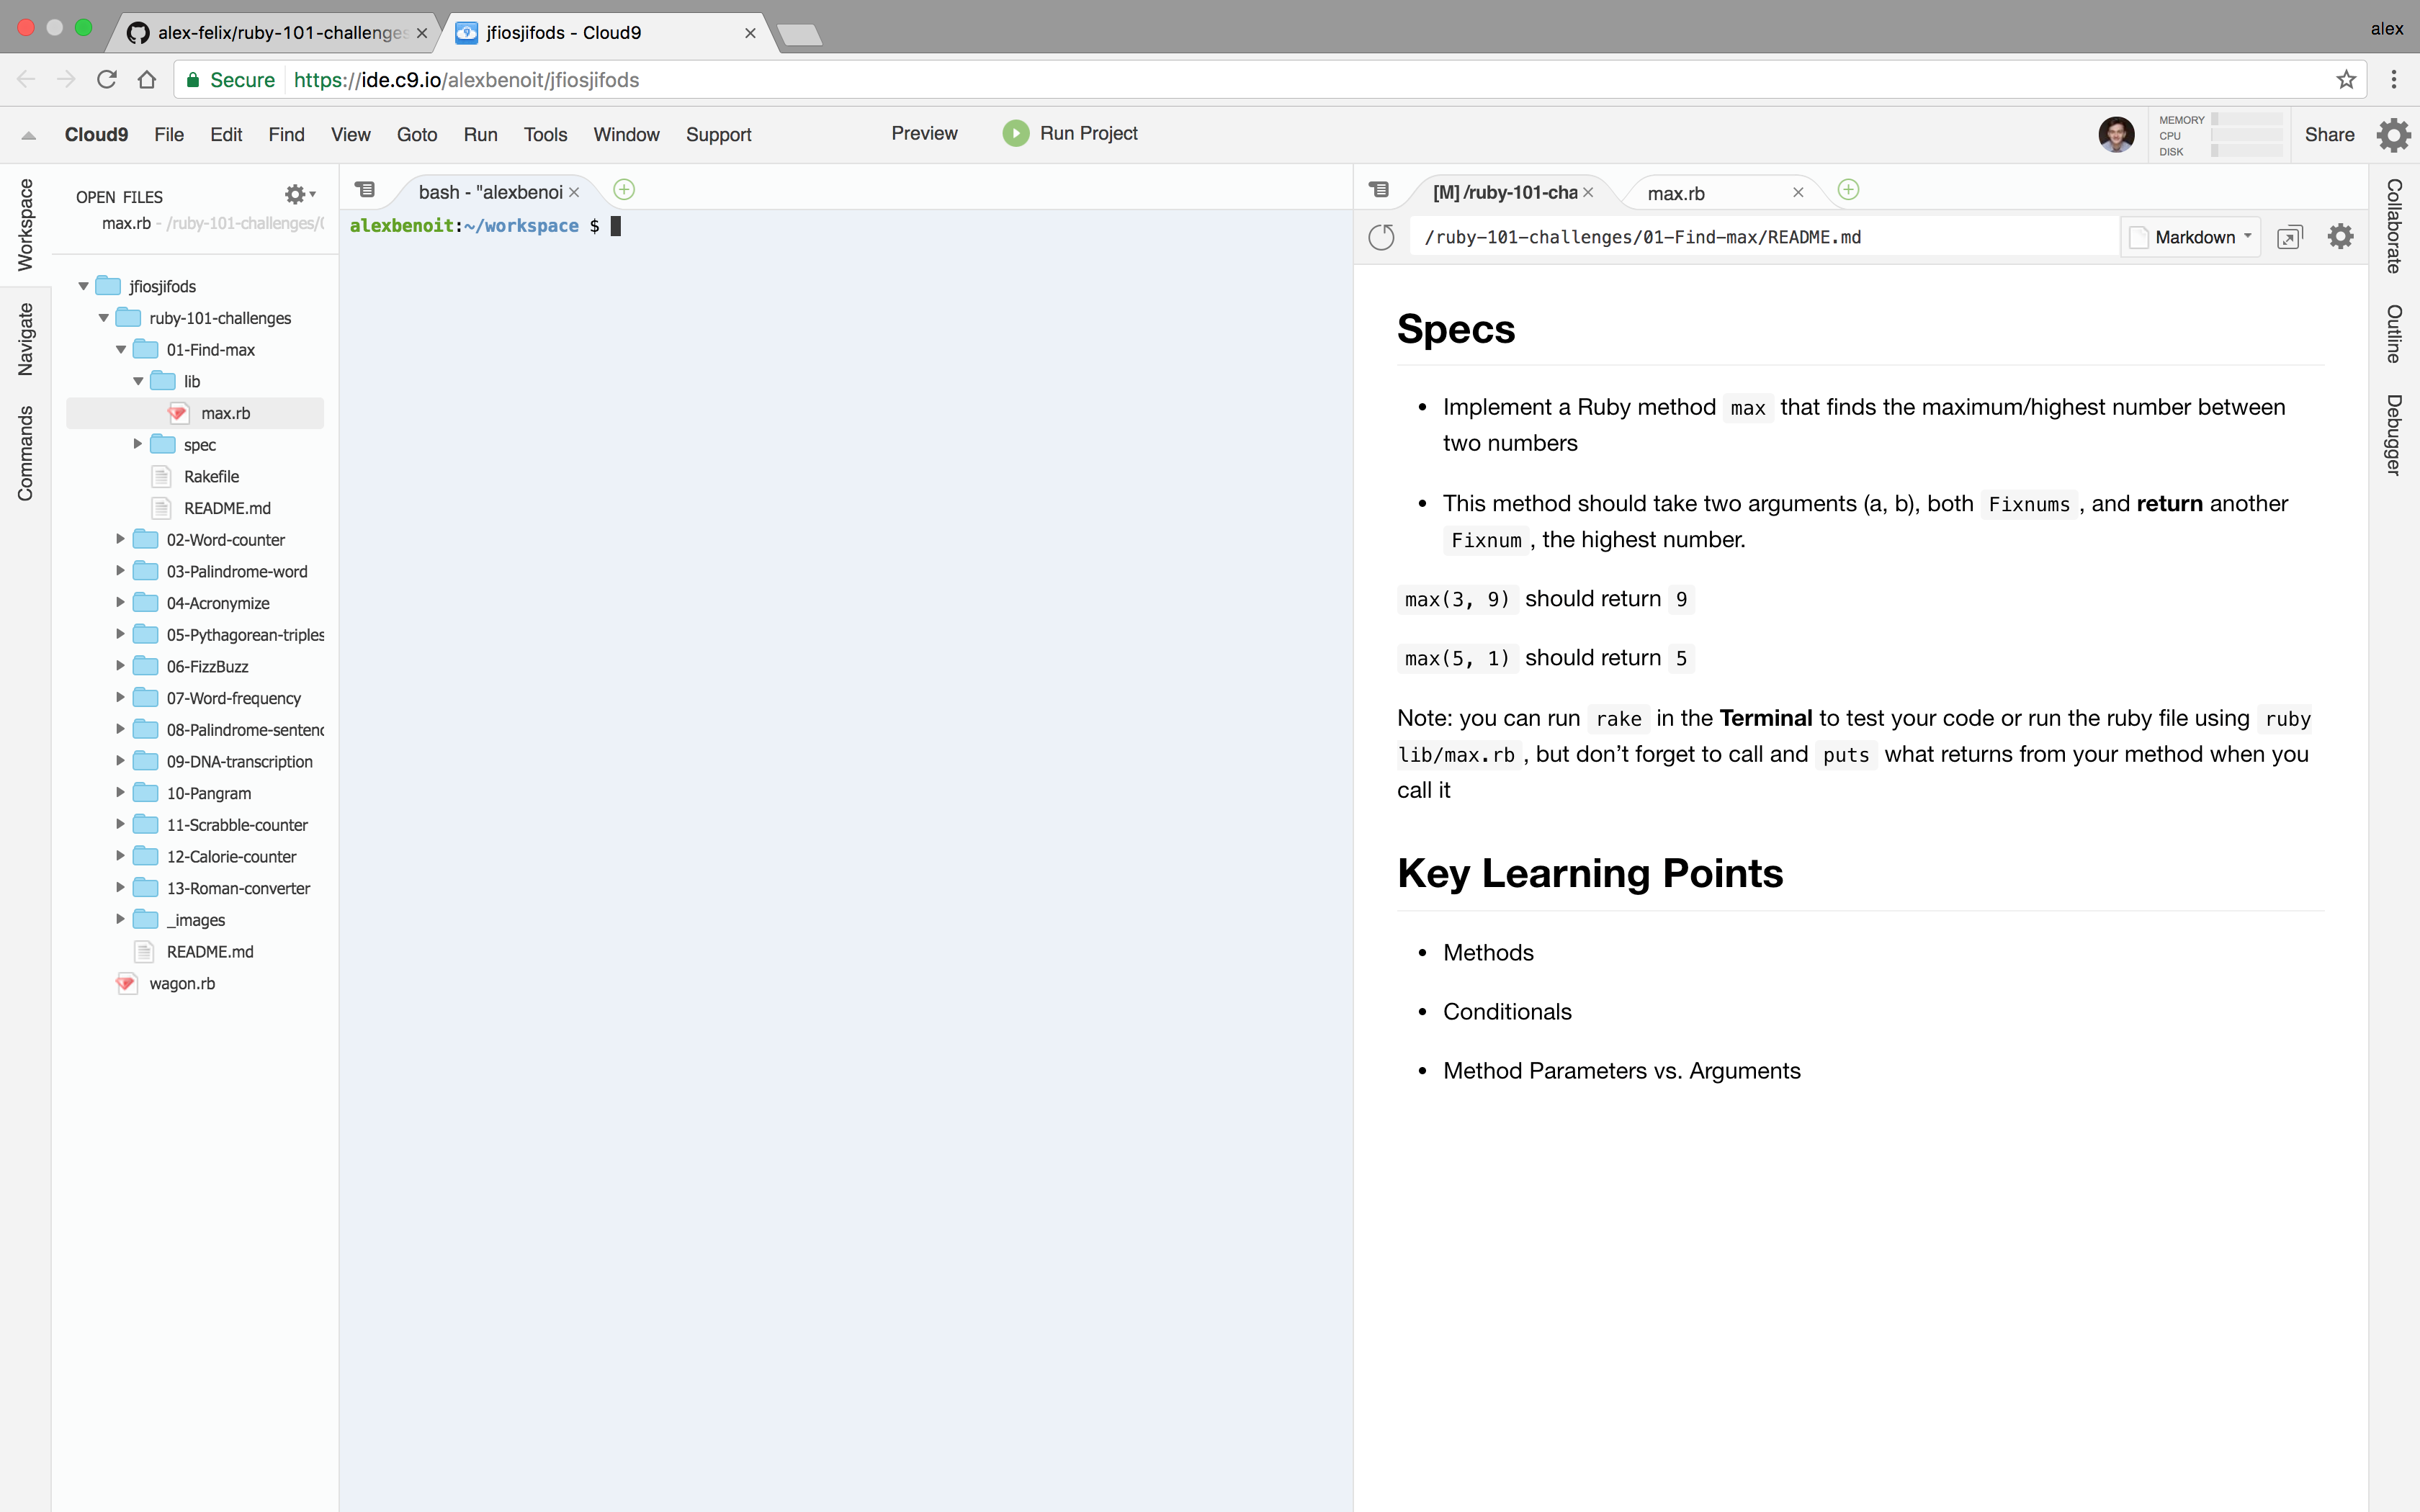 alex-felix/ruby-101-challenges
jfiosjifods - Cloud9
alex
Secure https://ide.c9.io/alexbenoit/jfiosjifods
Cloud9 File Edit Find View Goto Run Tools Window Support Preview Run Project
MEMORY
CPU
DISK
Share
Workspace
Navigate
Commands
OPEN FILES
max.rb - /ruby-101-challenges/(
jfiosjifods
ruby-101-challenges
01-Find-max
lib
max.rb
spec
Rakefile
README.md
02-Word-counter
03-Palindrome-word
04-Acronymize
05-Pythagorean-triples
06-FizzBuzz
07-Word-frequency
08-Palindrome-sentenc
09-DNA-transcription
10-Pangram
11-Scrabble-counter
12-Calorie-counter
13-Roman-converter
_images
README.md
wagon.rb
bash - "alexbenoi
alexbenoit:~/workspace $
[M] /ruby-101-cha
max.rb
/ruby-101-challenges/01-Find-max/README.md
Markdown
Specs
• Implement a Ruby method max that finds the maximum/highest number between
two numbers
• This method should take two arguments (a, b), both Fixnums , and return another
Fixnum , the highest number.
max(3, 9) should return 9
max(5, 1) should return 5
Note: you can run rake in the Terminal to test your code or run the ruby file using ruby
lib/max.rb , but don’t forget to call and puts what returns from your method when you
call it
Key Learning Points
• Methods
• Conditionals
• Method Parameters vs. Arguments
Collaborate
Outline
Debugger